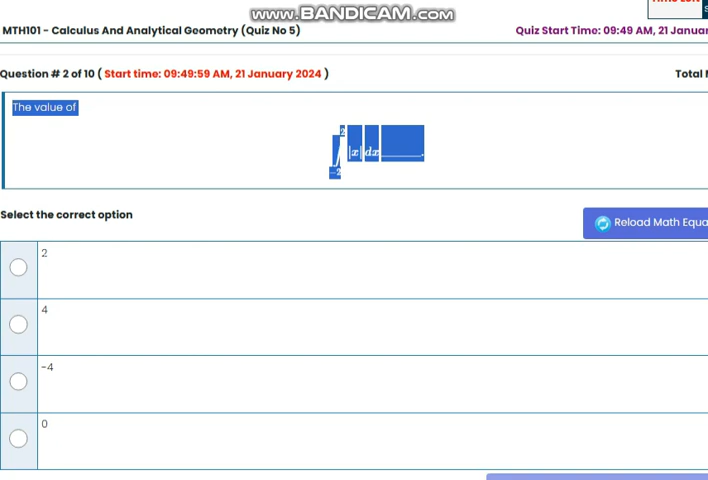 www.BANDICAM.com
MTH101 - Calculus And Analytical Geometry (Quiz No 5)
Quiz Start Time: 09:49 AM, 21 Januar
Question # 2 of 10 ( Start time: 09:49:59 AM, 21 January 2024 )
Total
The value of
∫_{-2}^{2} |x| dx ______.
Select the correct option
Reload Math Equa
2
4
-4
0